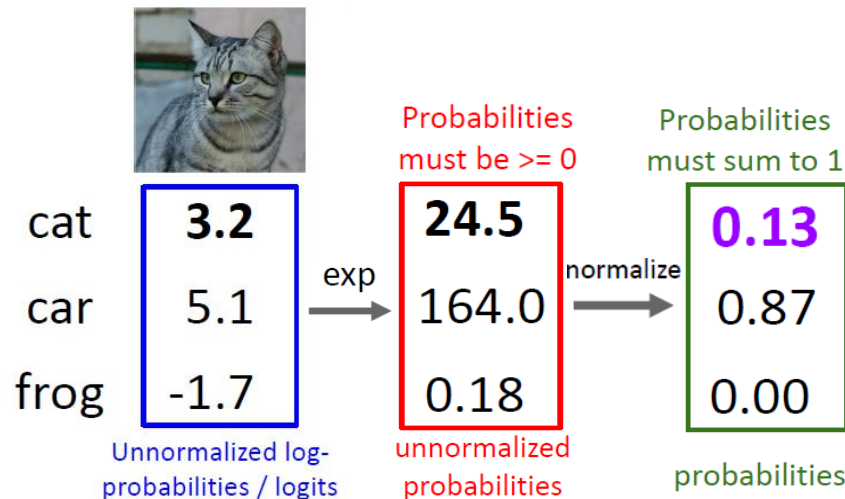 Probabilities
must be >= 0
Probabilities
must sum to 1
cat 3.2 24.5 0.13
exp normalize
car 5.1 164.0 0.87
frog -1.7 0.18 0.00
Unnormalized log-
probabilities / logits
unnormalized
probabilities
probabilities